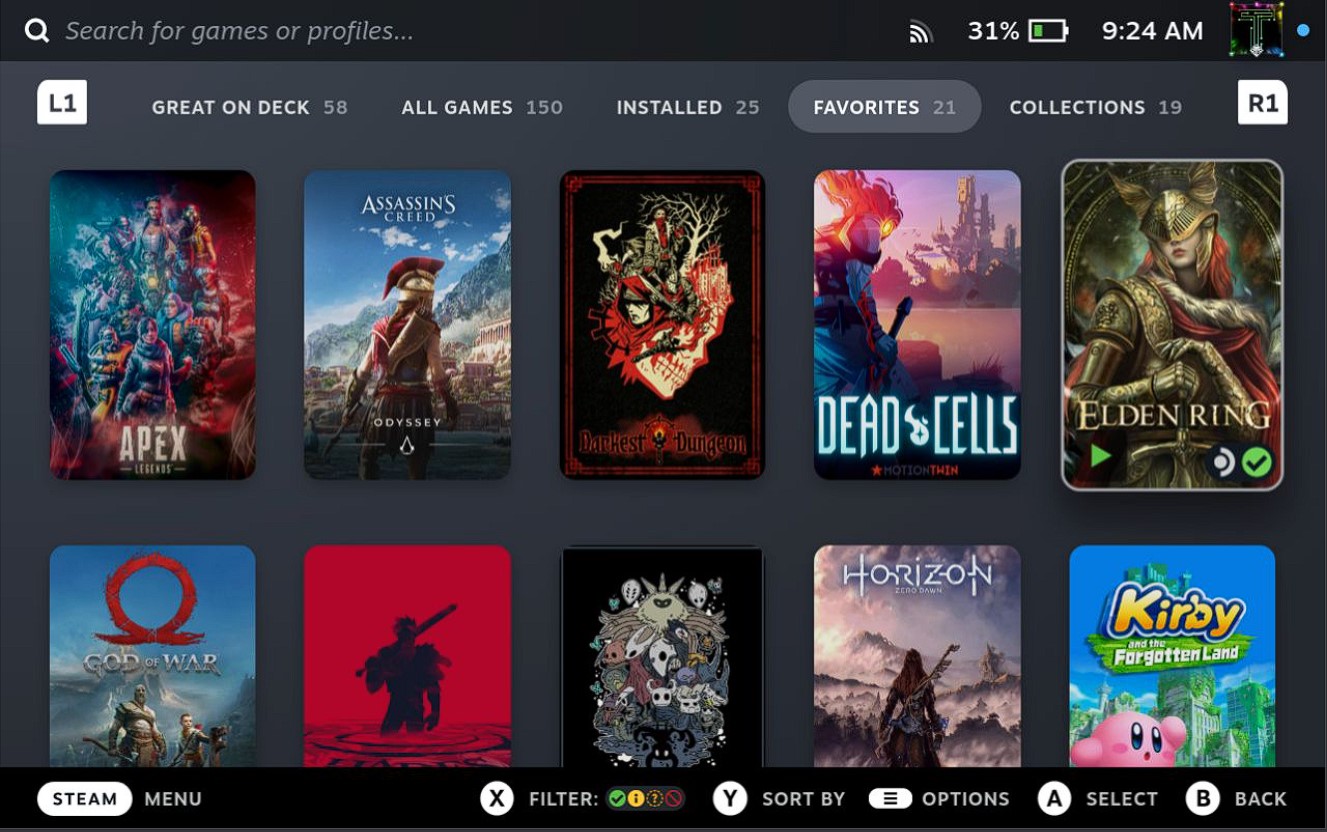 Search for games or profiles...
31%
9:24 AM
L1
GREAT ON DECK 58
ALL GAMES 150
INSTALLED 25
FAVORITES 21
COLLECTIONS 19
R1
APEX
LEGENDS
ASSASSIN'S
CREED
ODYSSEY
Darkest Dungeon
DEAD CELLS
MOTIONTWIN
ELDEN RING
GOD OF WAR
HORIZON
ZERO DAWN
Kirby
and the
Forgotten Land
STEAM MENU
X FILTER:
Y SORT BY
OPTIONS
A SELECT
B BACK